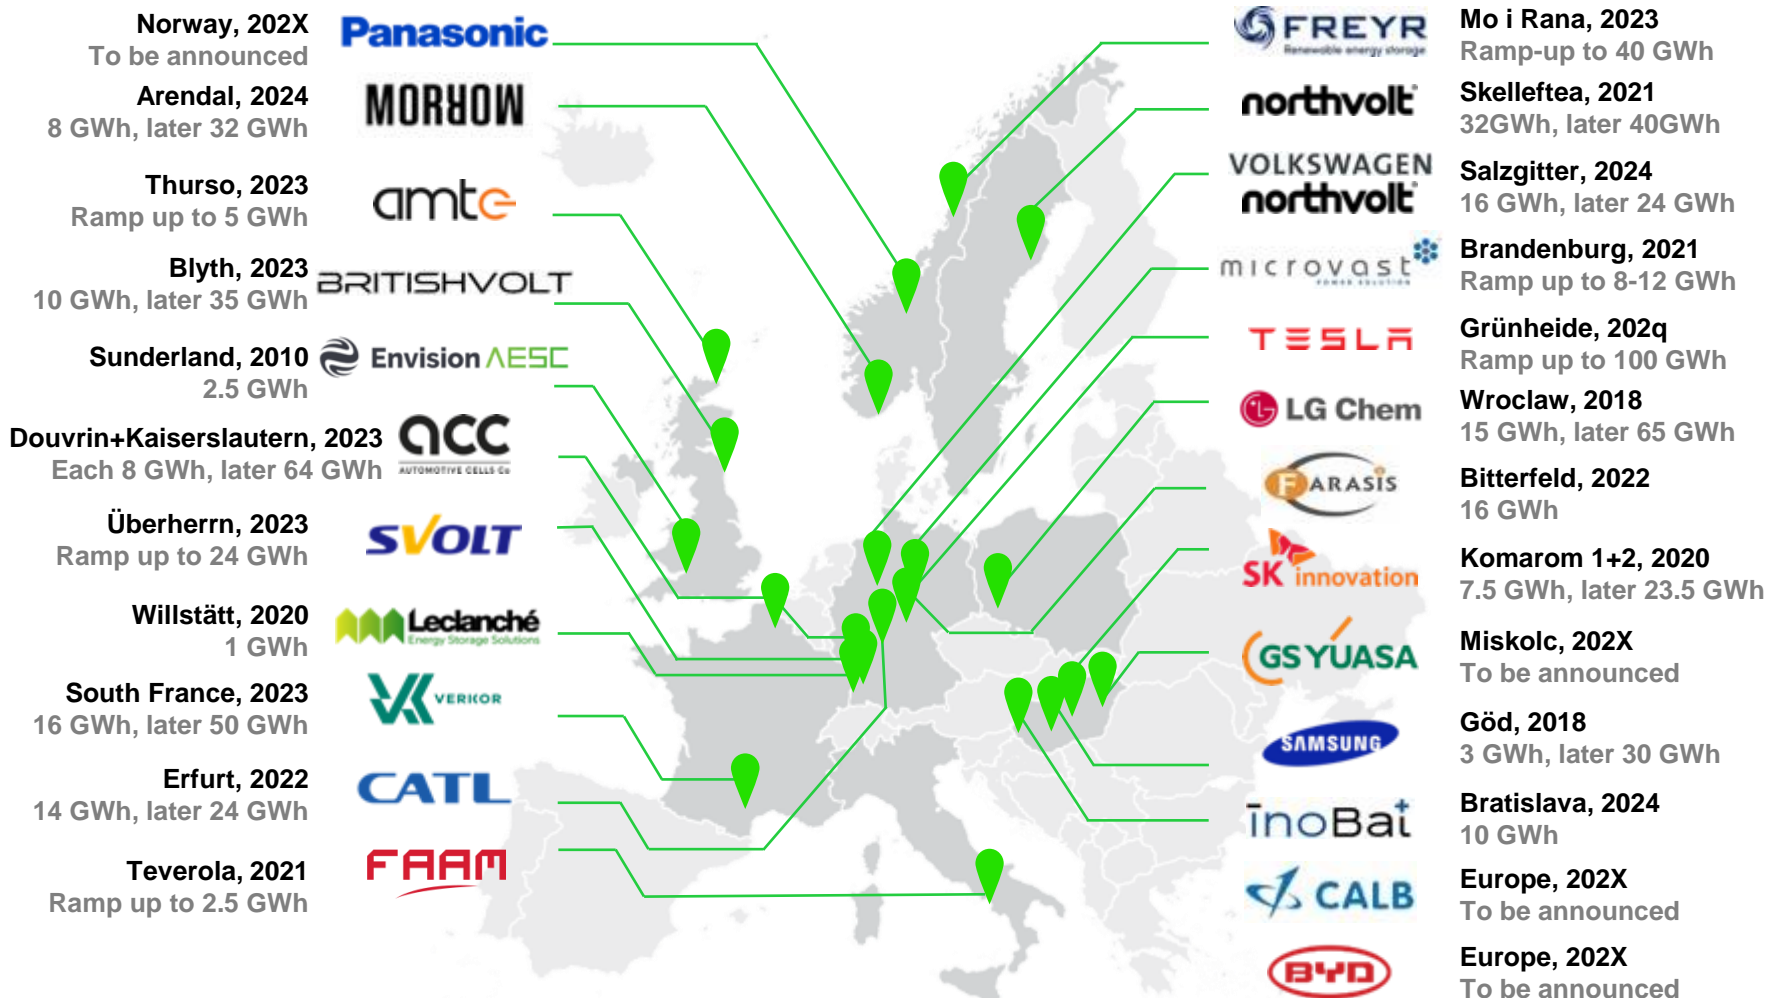 Norway, 202X
To be announced
Panasonic
Arendal, 2024
8 GWh, later 32 GWh
MORROW
Thurso, 2023
Ramp up to 5 GWh
amte
Blyth, 2023
10 GWh, later 35 GWh
BRITISHVOLT
Sunderland, 2010
2.5 GWh
Envision AESC
Douvrin+Kaiserslautern, 2023
Each 8 GWh, later 64 GWh
acc
AUTOMOTIVE CELLS Co
Überherrn, 2023
Ramp up to 24 GWh
SVOLT
Willstätt, 2020
1 GWh
Leclanché
Energy Storage Solutions
South France, 2023
16 GWh, later 50 GWh
VERKOR
Erfurt, 2022
14 GWh, later 24 GWh
CATL
Teverola, 2021
Ramp up to 2.5 GWh
FAAM
FREYR
Renewable energy storage
Mo i Rana, 2023
Ramp-up to 40 GWh
northvolt
Skelleftea, 2021
32GWh, later 40GWh
VOLKSWAGEN
northvolt
Salzgitter, 2024
16 GWh, later 24 GWh
microvast
POWER SOLUTION
Brandenburg, 2021
Ramp up to 8-12 GWh
TESLA
Grünheide, 202q
Ramp up to 100 GWh
LG Chem
Wroclaw, 2018
15 GWh, later 65 GWh
FARASIS
Bitterfeld, 2022
16 GWh
SK innovation
Komarom 1+2, 2020
7.5 GWh, later 23.5 GWh
GS YUASA
Miskolc, 202X
To be announced
SAMSUNG
Göd, 2018
3 GWh, later 30 GWh
inoBat
Bratislava, 2024
10 GWh
CALB
Europe, 202X
To be announced
BYD
Europe, 202X
To be announced